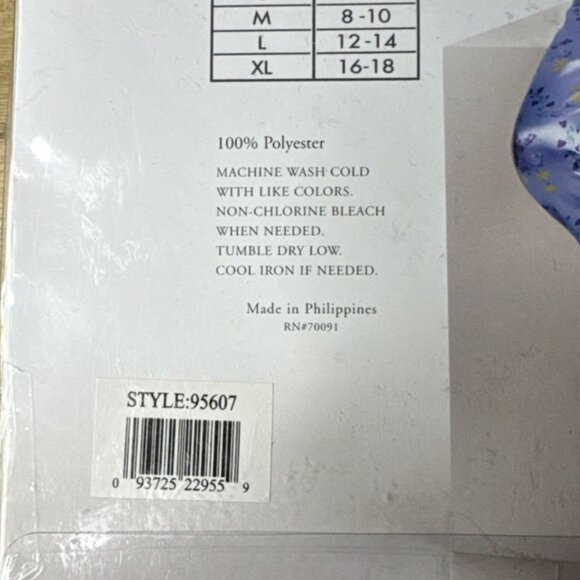 M 8-10
L 12-14
XL 16-18
100% Polyester
MACHINE WASH COLD
WITH LIKE COLORS.
NON-CHLORINE BLEACH
WHEN NEEDED.
TUMBLE DRY LOW.
COOL IRON IF NEEDED.
Made in Philippines
RN#70091
STYLE:95607
0 93725 22955 9